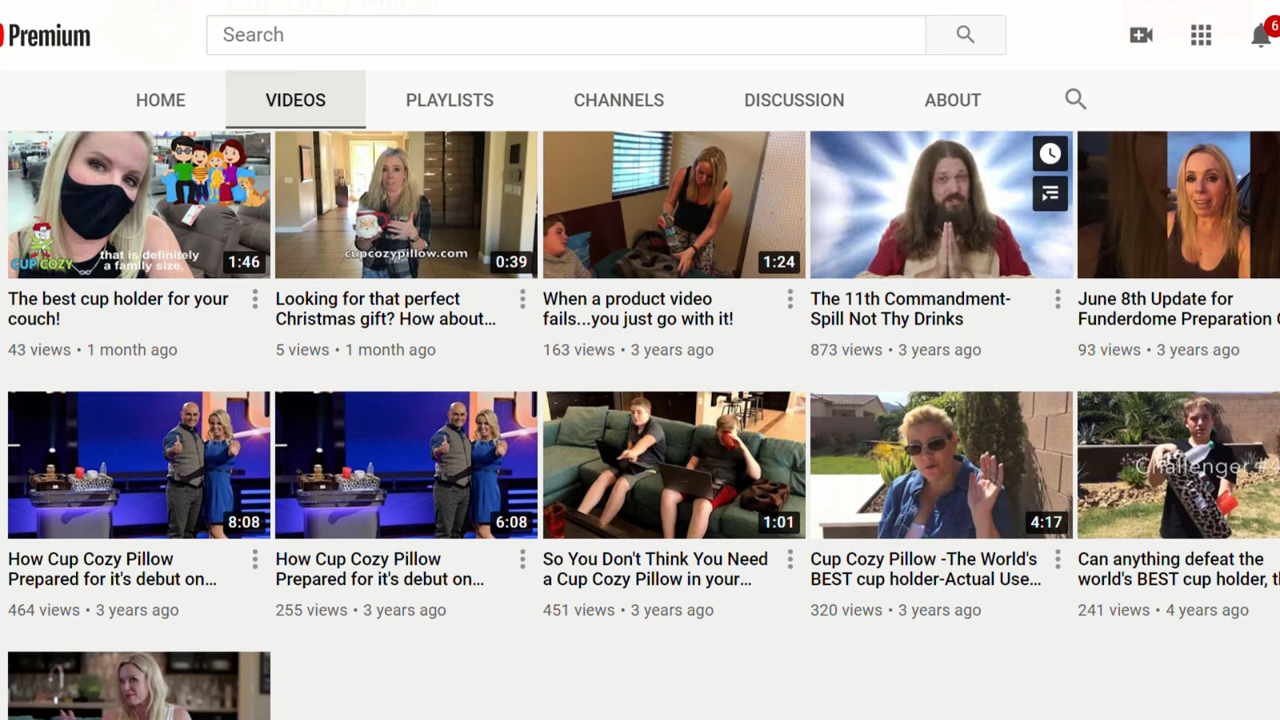 Premium
Search
6
HOME
VIDEOS
PLAYLISTS
CHANNELS
DISCUSSION
ABOUT
that is definitely
a family size.
CUP COZY
1:46
cupcozypillow.com
0:39
1:24
The best cup holder for your
couch!
43 views • 1 month ago
Looking for that perfect
Christmas gift? How about...
5 views • 1 month ago
When a product video
fails...you just go with it!
163 views • 3 years ago
The 11th Commandment-
Spill Not Thy Drinks
873 views • 3 years ago
June 8th Update for
Funderdome Preparation
93 views • 3 years ago
8:08
6:08
1:01
4:17
Challenger #
How Cup Cozy Pillow
Prepared for it's debut on...
464 views • 3 years ago
How Cup Cozy Pillow
Prepared for it's debut on...
255 views • 3 years ago
So You Don't Think You Need
a Cup Cozy Pillow in your...
451 views • 3 years ago
Cup Cozy Pillow -The World's
BEST cup holder-Actual Use...
320 views • 3 years ago
Can anything defeat the
world's BEST cup holder,
241 views • 4 years ago